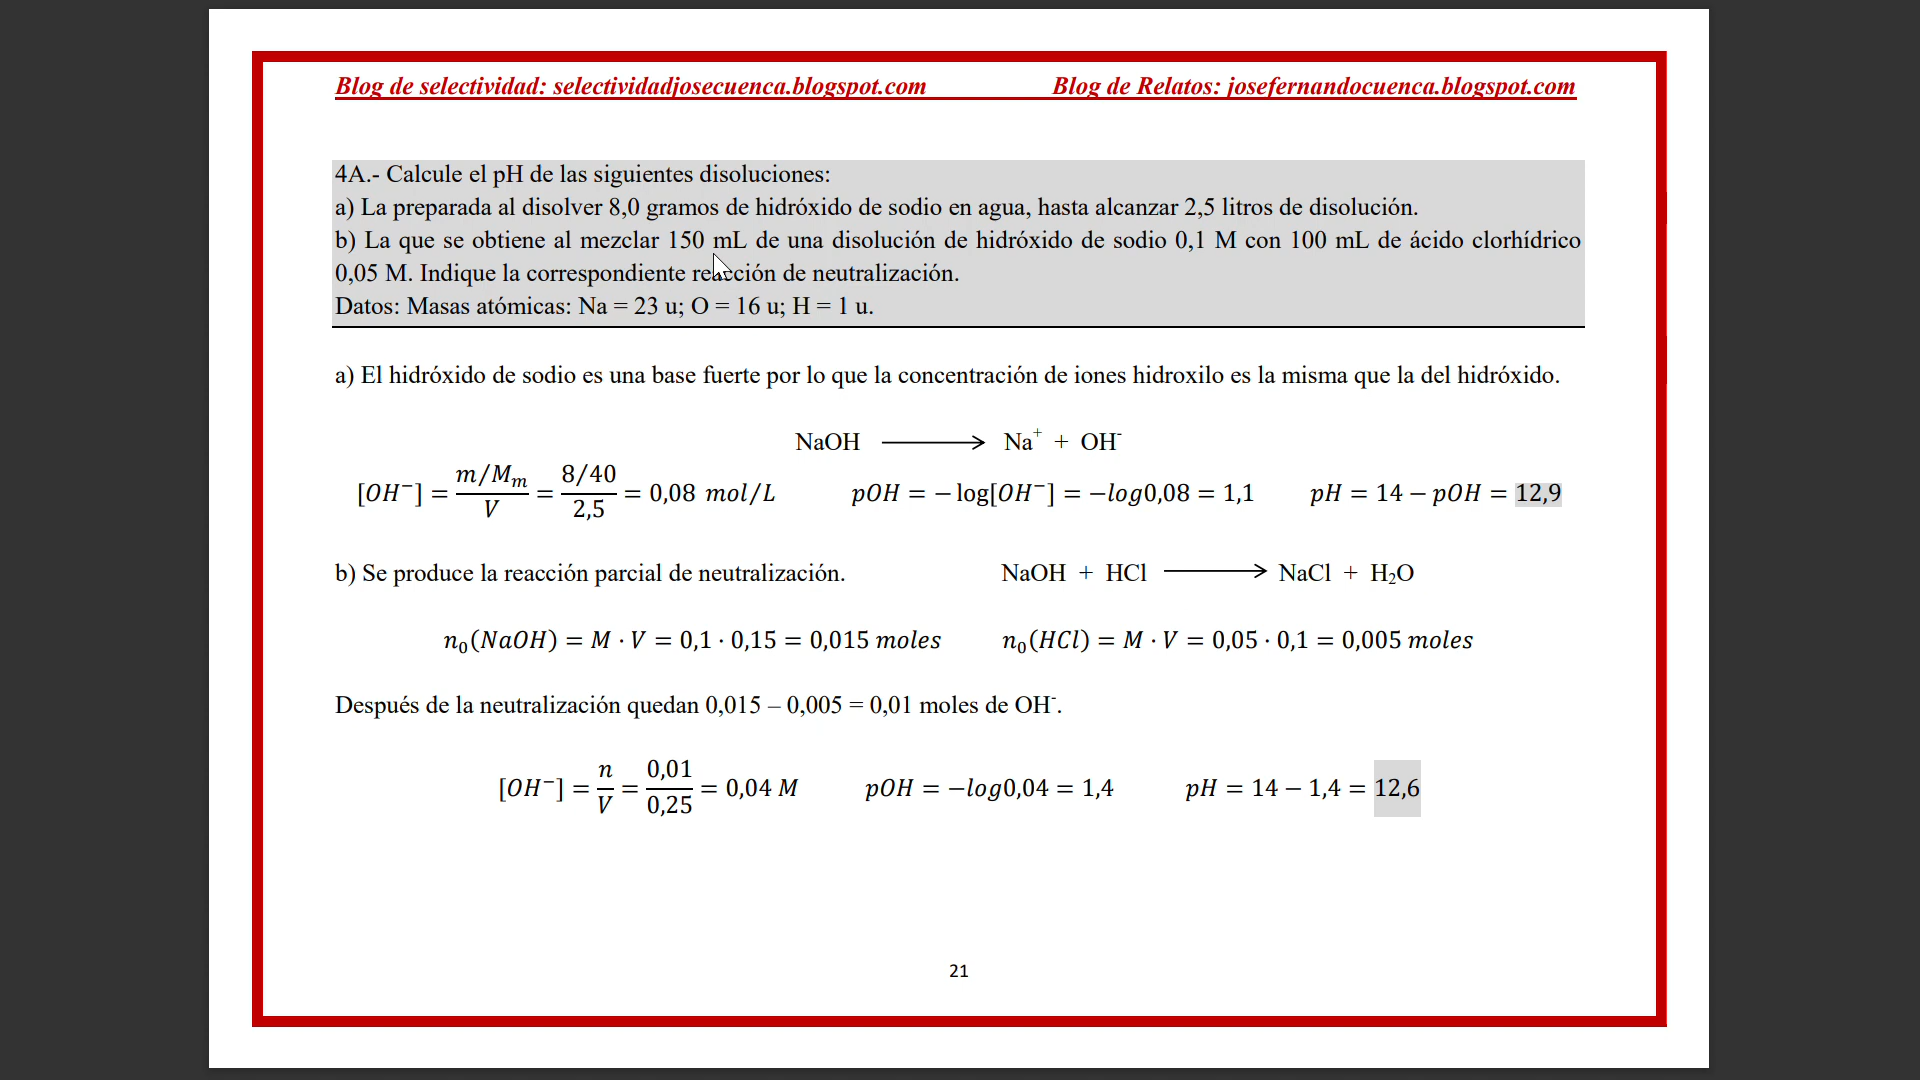 Blog de selectividad: selectividadjosecuenca.blogspot.com Blog de Relatos: josefernandocuenca.blogspot.com
4A.- Calcule el pH de las siguientes disoluciones:
a) La preparada al disolver 8,0 gramos de hidróxido de sodio en agua, hasta alcanzar 2,5 litros de disolución.
b) La que se obtiene al mezclar 150 mL de una disolución de hidróxido de sodio 0,1 M con 100 mL de ácido clorhídrico
0,05 M. Indique la correspondiente reacción de neutralización.
Datos: Masas atómicas: Na = 23 u; O = 16 u; H = 1 u.
a) El hidróxido de sodio es una base fuerte por lo que la concentración de iones hidroxilo es la misma que la del hidróxido.
NaOH ⟶ Na⁺ + OH⁻
[OH⁻] = (m/Mₘ)/V = (8/40)/2,5 = 0,08 mol/L pOH = − log[OH⁻] = −log0,08 = 1,1 pH = 14 − pOH = 12,9
b) Se produce la reacción parcial de neutralización. NaOH + HCl ⟶ NaCl + H₂O
n₀(NaOH) = M · V = 0,1 · 0,15 = 0,015 moles n₀(HCl) = M · V = 0,05 · 0,1 = 0,005 moles
Después de la neutralización quedan 0,015 – 0,005 = 0,01 moles de OH⁻.
[OH⁻] = n/V = 0,01/0,25 = 0,04 M pOH = −log0,04 = 1,4 pH = 14 − 1,4 = 12,6
21